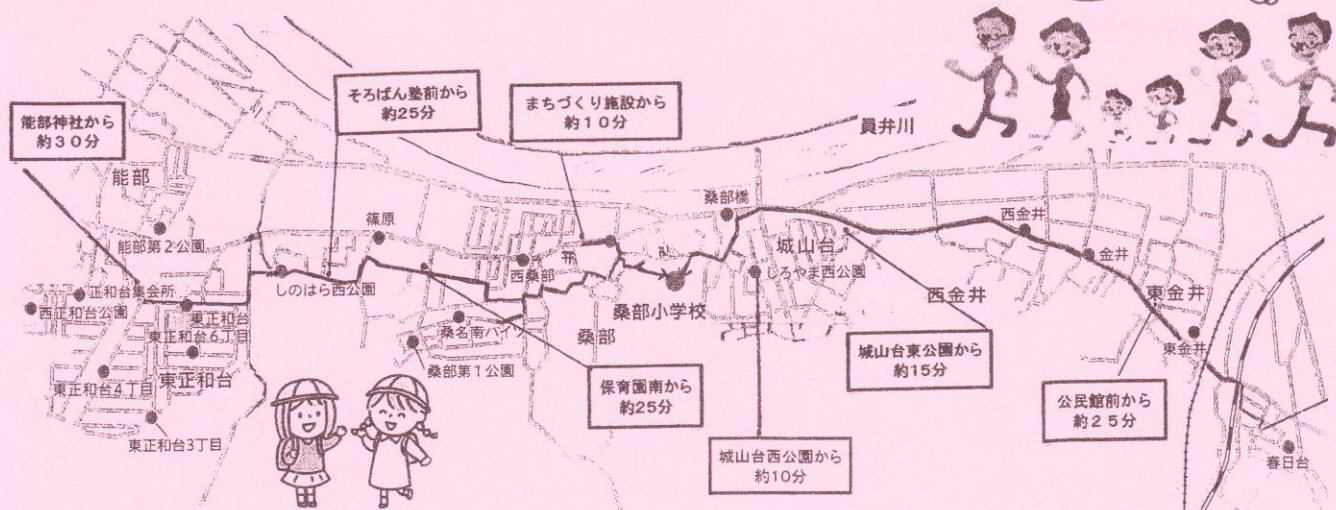 能部神社から
約30分
そろばん塾前から
約25分
まちづくり施設から
約10分
員弁川
能部
能部第2公園
篠原
桑部橋
西金井
金井
正和台集会所
西正和台公園
しのはら西公園
西桑部
城山台
しろやま西公園
西金井
東金井
東正和台
東正和台6丁目
東正和台
桑名南ハイツ
桑部
桑部小学校
東金井
東正和台4丁目
桑部第1公園
東正和台3丁目
保育園南から
約25分
城山台東公園から
約15分
公民館前から
約25分
城山台西公園から
約10分
春日台